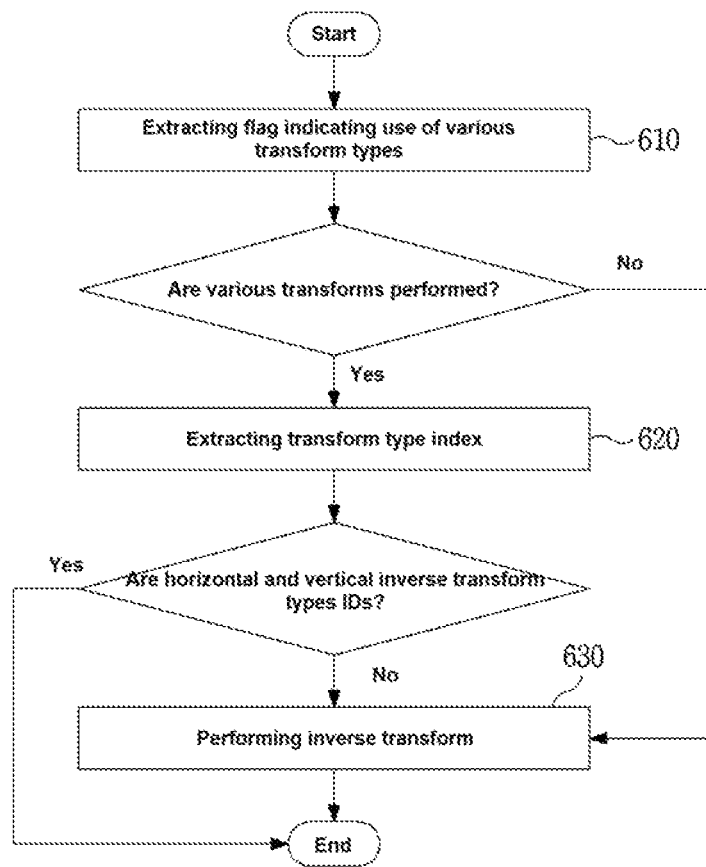 Start
Extracting flag indicating use of various
transform types
610
Are various transforms performed?
No
Yes
Extracting transform type index
620
Yes
Are horizontal and vertical inverse transform
types IDs?
No
630
Performing inverse transform
End